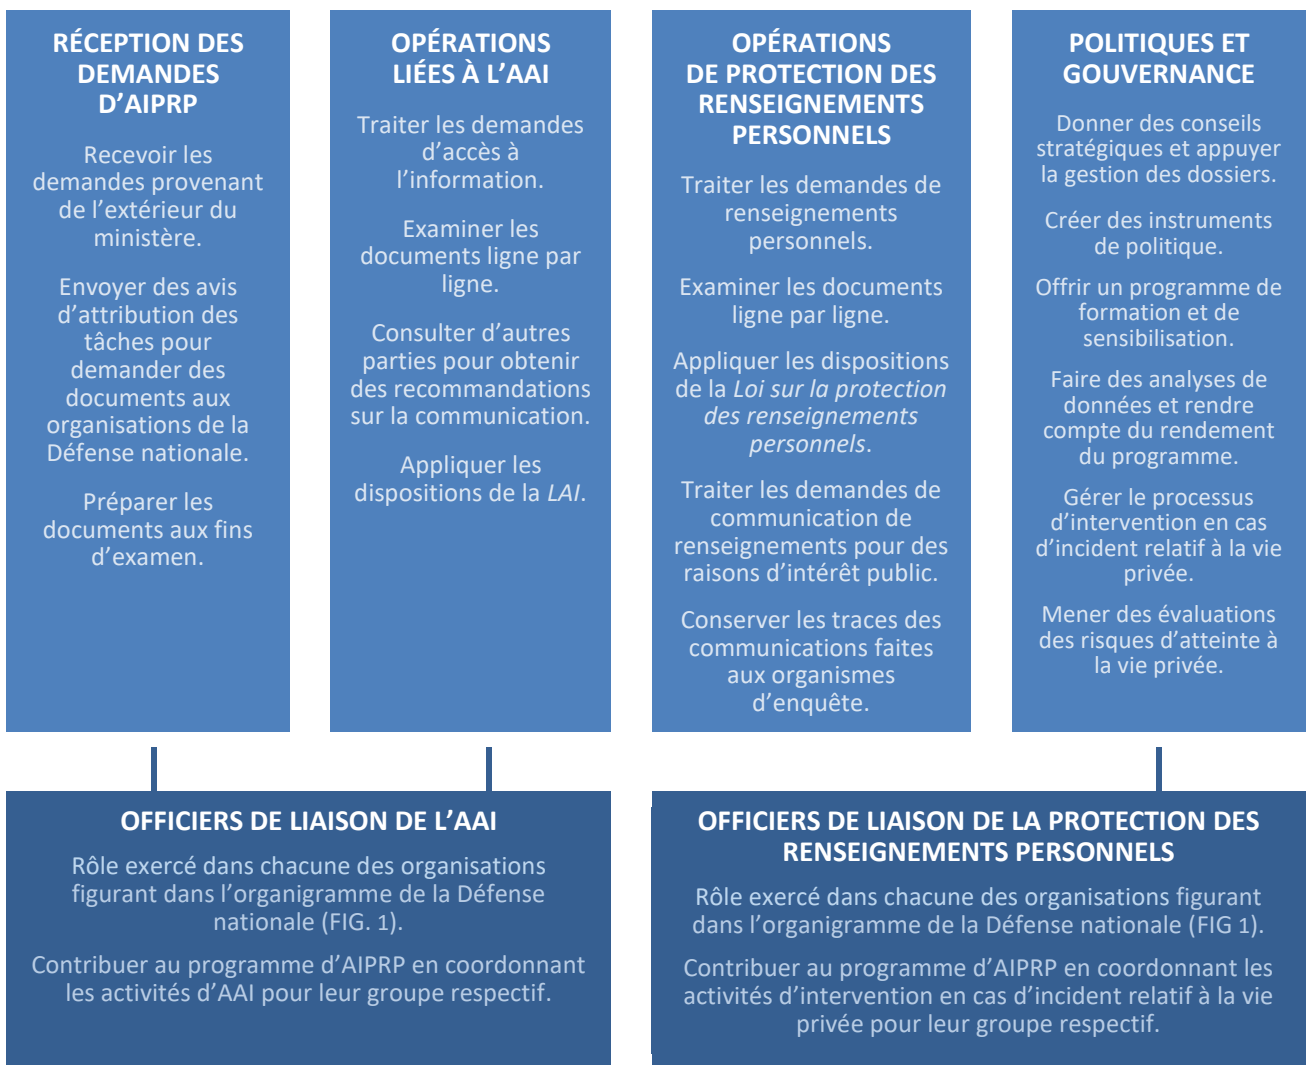 RÉCEPTION DES
DEMANDES
D’AIPRP
Recevoir les
demandes provenant
de l’extérieur du
ministère.
Envoyer des avis
d’attribution des
tâches pour
demander des
documents aux
organisations de la
Défense nationale.
Préparer les
documents aux fins
d’examen.
OPÉRATIONS
LIÉES À L’AAI
Traiter les demandes
d’accès à
l’information.
Examiner les
documents ligne par
ligne.
Consulter d’autres
parties pour obtenir
des recommandations
sur la communication.
Appliquer les
dispositions de la LAI.
OPÉRATIONS
DE PROTECTION DES
RENSEIGNEMENTS
PERSONNELS
Traiter les demandes de
renseignements
personnels.
Examiner les documents
ligne par ligne.
Appliquer les dispositions
de la Loi sur la protection
des renseignements
personnels.
Traiter les demandes de
communication de
renseignements pour des
raisons d’intérêt public.
Conserver les traces des
communications faites
aux organismes
d’enquête.
POLITIQUES ET
GOUVERNANCE
Donner des conseils
stratégiques et appuyer
la gestion des dossiers.
Créer des instruments
de politique.
Offrir un programme de
formation et de
sensibilisation.
Faire des analyses de
données et rendre
compte du rendement
du programme.
Gérer le processus
d’intervention en cas
d’incident relatif à la vie
privée.
Mener des évaluations
des risques d’atteinte à
la vie privée.
OFFICIERS DE LIAISON DE L’AAI
Rôle exercé dans chacune des organisations
figurant dans l’organigramme de la Défense
nationale (FIG. 1).
Contribuer au programme d’AIPRP en coordonnant
les activités d’AAI pour leur groupe respectif.
OFFICIERS DE LIAISON DE LA PROTECTION DES
RENSEIGNEMENTS PERSONNELS
Rôle exercé dans chacune des organisations figurant
dans l’organigramme de la Défense nationale (FIG 1).
Contribuer au programme d’AIPRP en coordonnant les
activités d’intervention en cas d’incident relatif à la vie
privée pour leur groupe respectif.